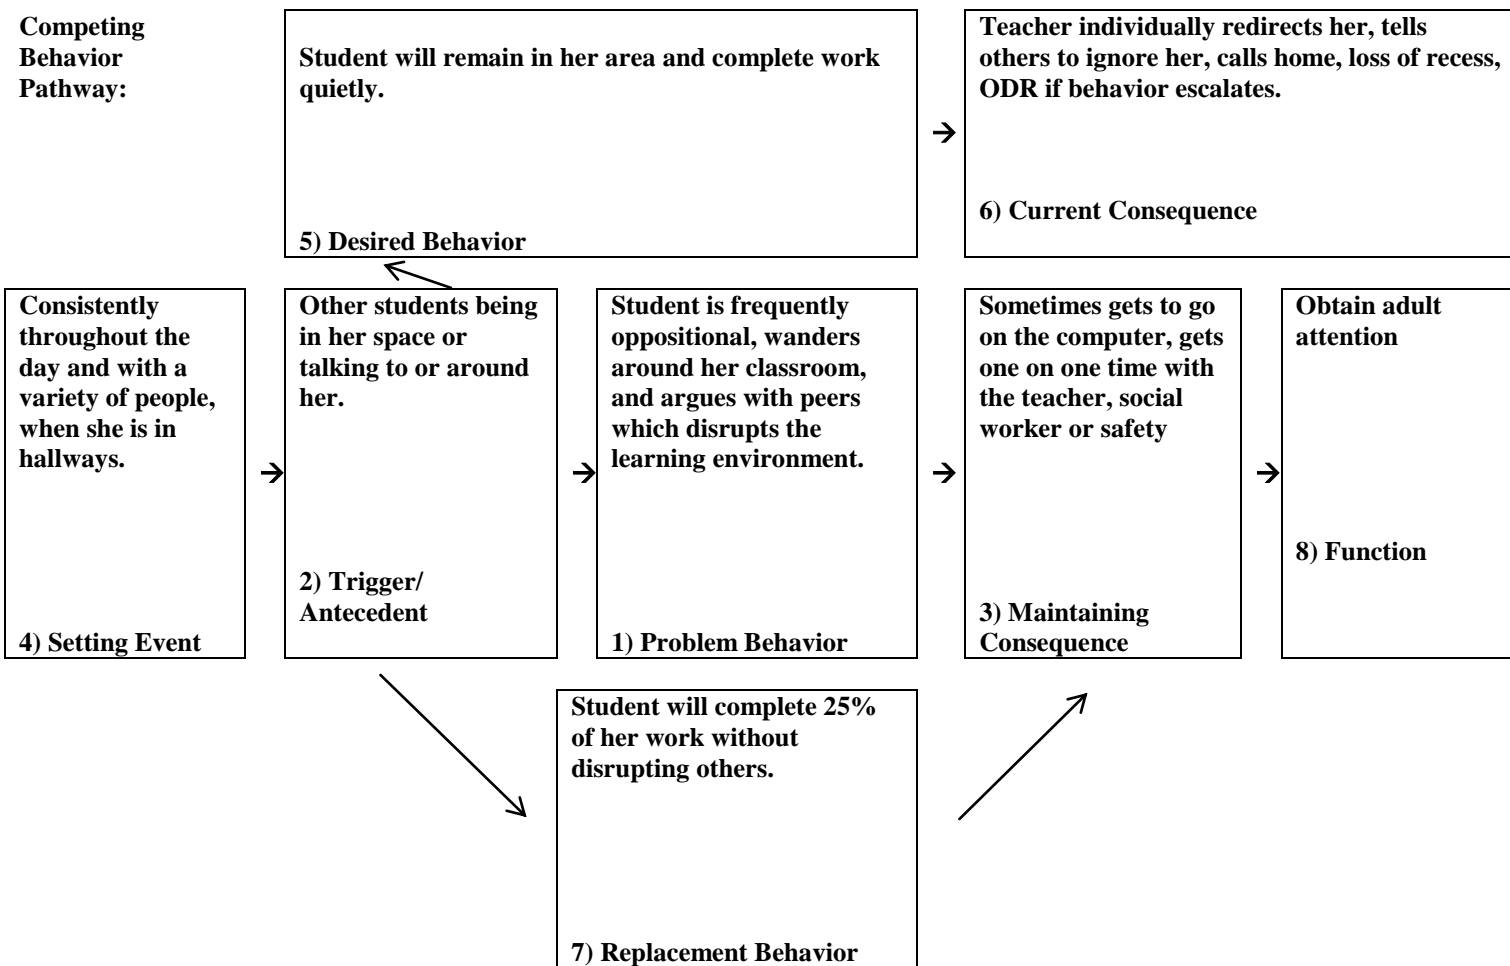 Competing
Behavior
Pathway:
Student will remain in her area and complete work
quietly.
5) Desired Behavior
Teacher individually redirects her, tells
others to ignore her, calls home, loss of recess,
ODR if behavior escalates.
6) Current Consequence
Consistently
throughout the
day and with a
variety of people,
when she is in
hallways.
4) Setting Event
Other students being
in her space or
talking to or around
her.
2) Trigger/
Antecedent
Student is frequently
oppositional, wanders
around her classroom,
and argues with peers
which disrupts the
learning environment.
1) Problem Behavior
Sometimes gets to go
on the computer, gets
one on one time with
the teacher, social
worker or safety
3) Maintaining
Consequence
Obtain adult
attention
8) Function
Student will complete 25%
of her work without
disrupting others.
7) Replacement Behavior